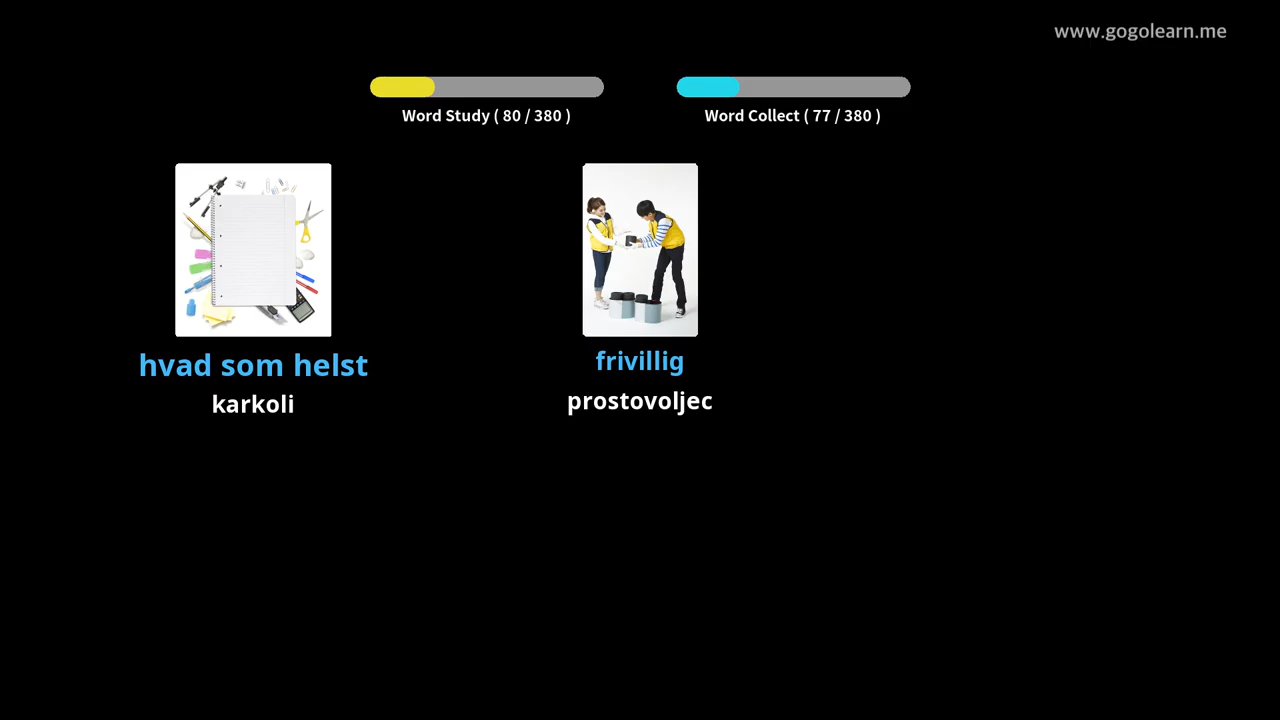 www.gogolearn.me
Word Study ( 80 / 380 )
Word Collect ( 77 / 380 )
hvad som helst
karkoli
frivillig
prostovoljec